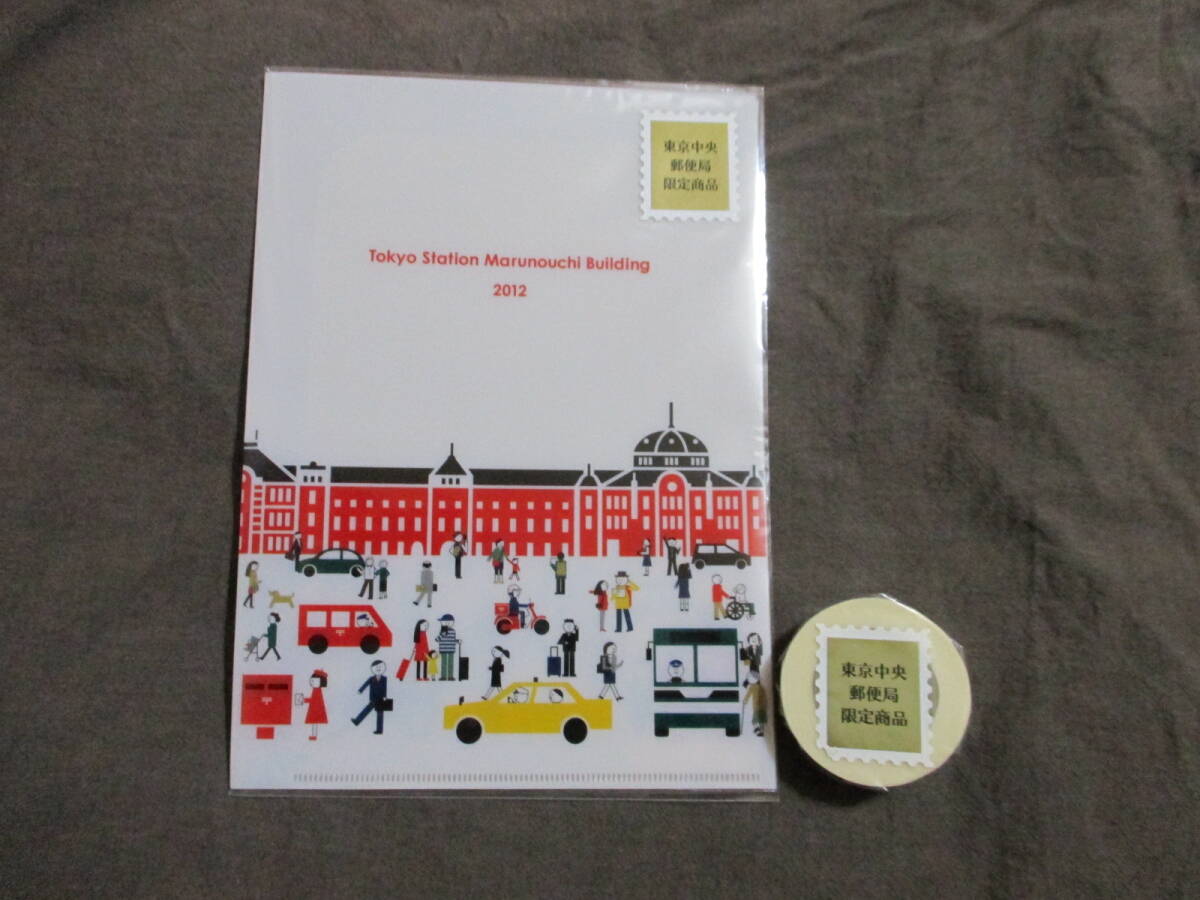 東京中央
郵便局
限定商品
Tokyo Station Marunouchi Building
2012
東京中央
郵便局
限定商品